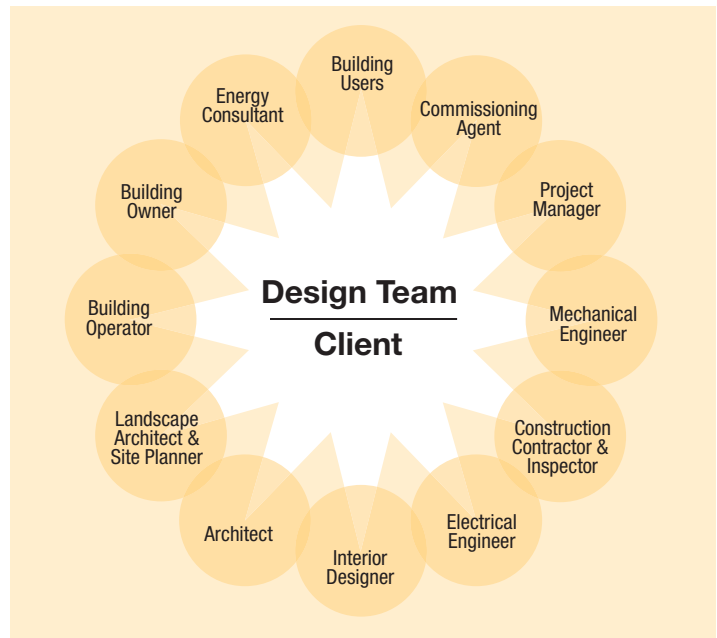 Building
Users
Commissioning
Agent
Project
Manager
Mechanical
Engineer
Construction
Contractor &
Inspector
Electrical
Engineer
Interior
Designer
Architect
Landscape
Architect &
Site Planner
Building
Operator
Building
Owner
Energy
Consultant
Design Team
Client